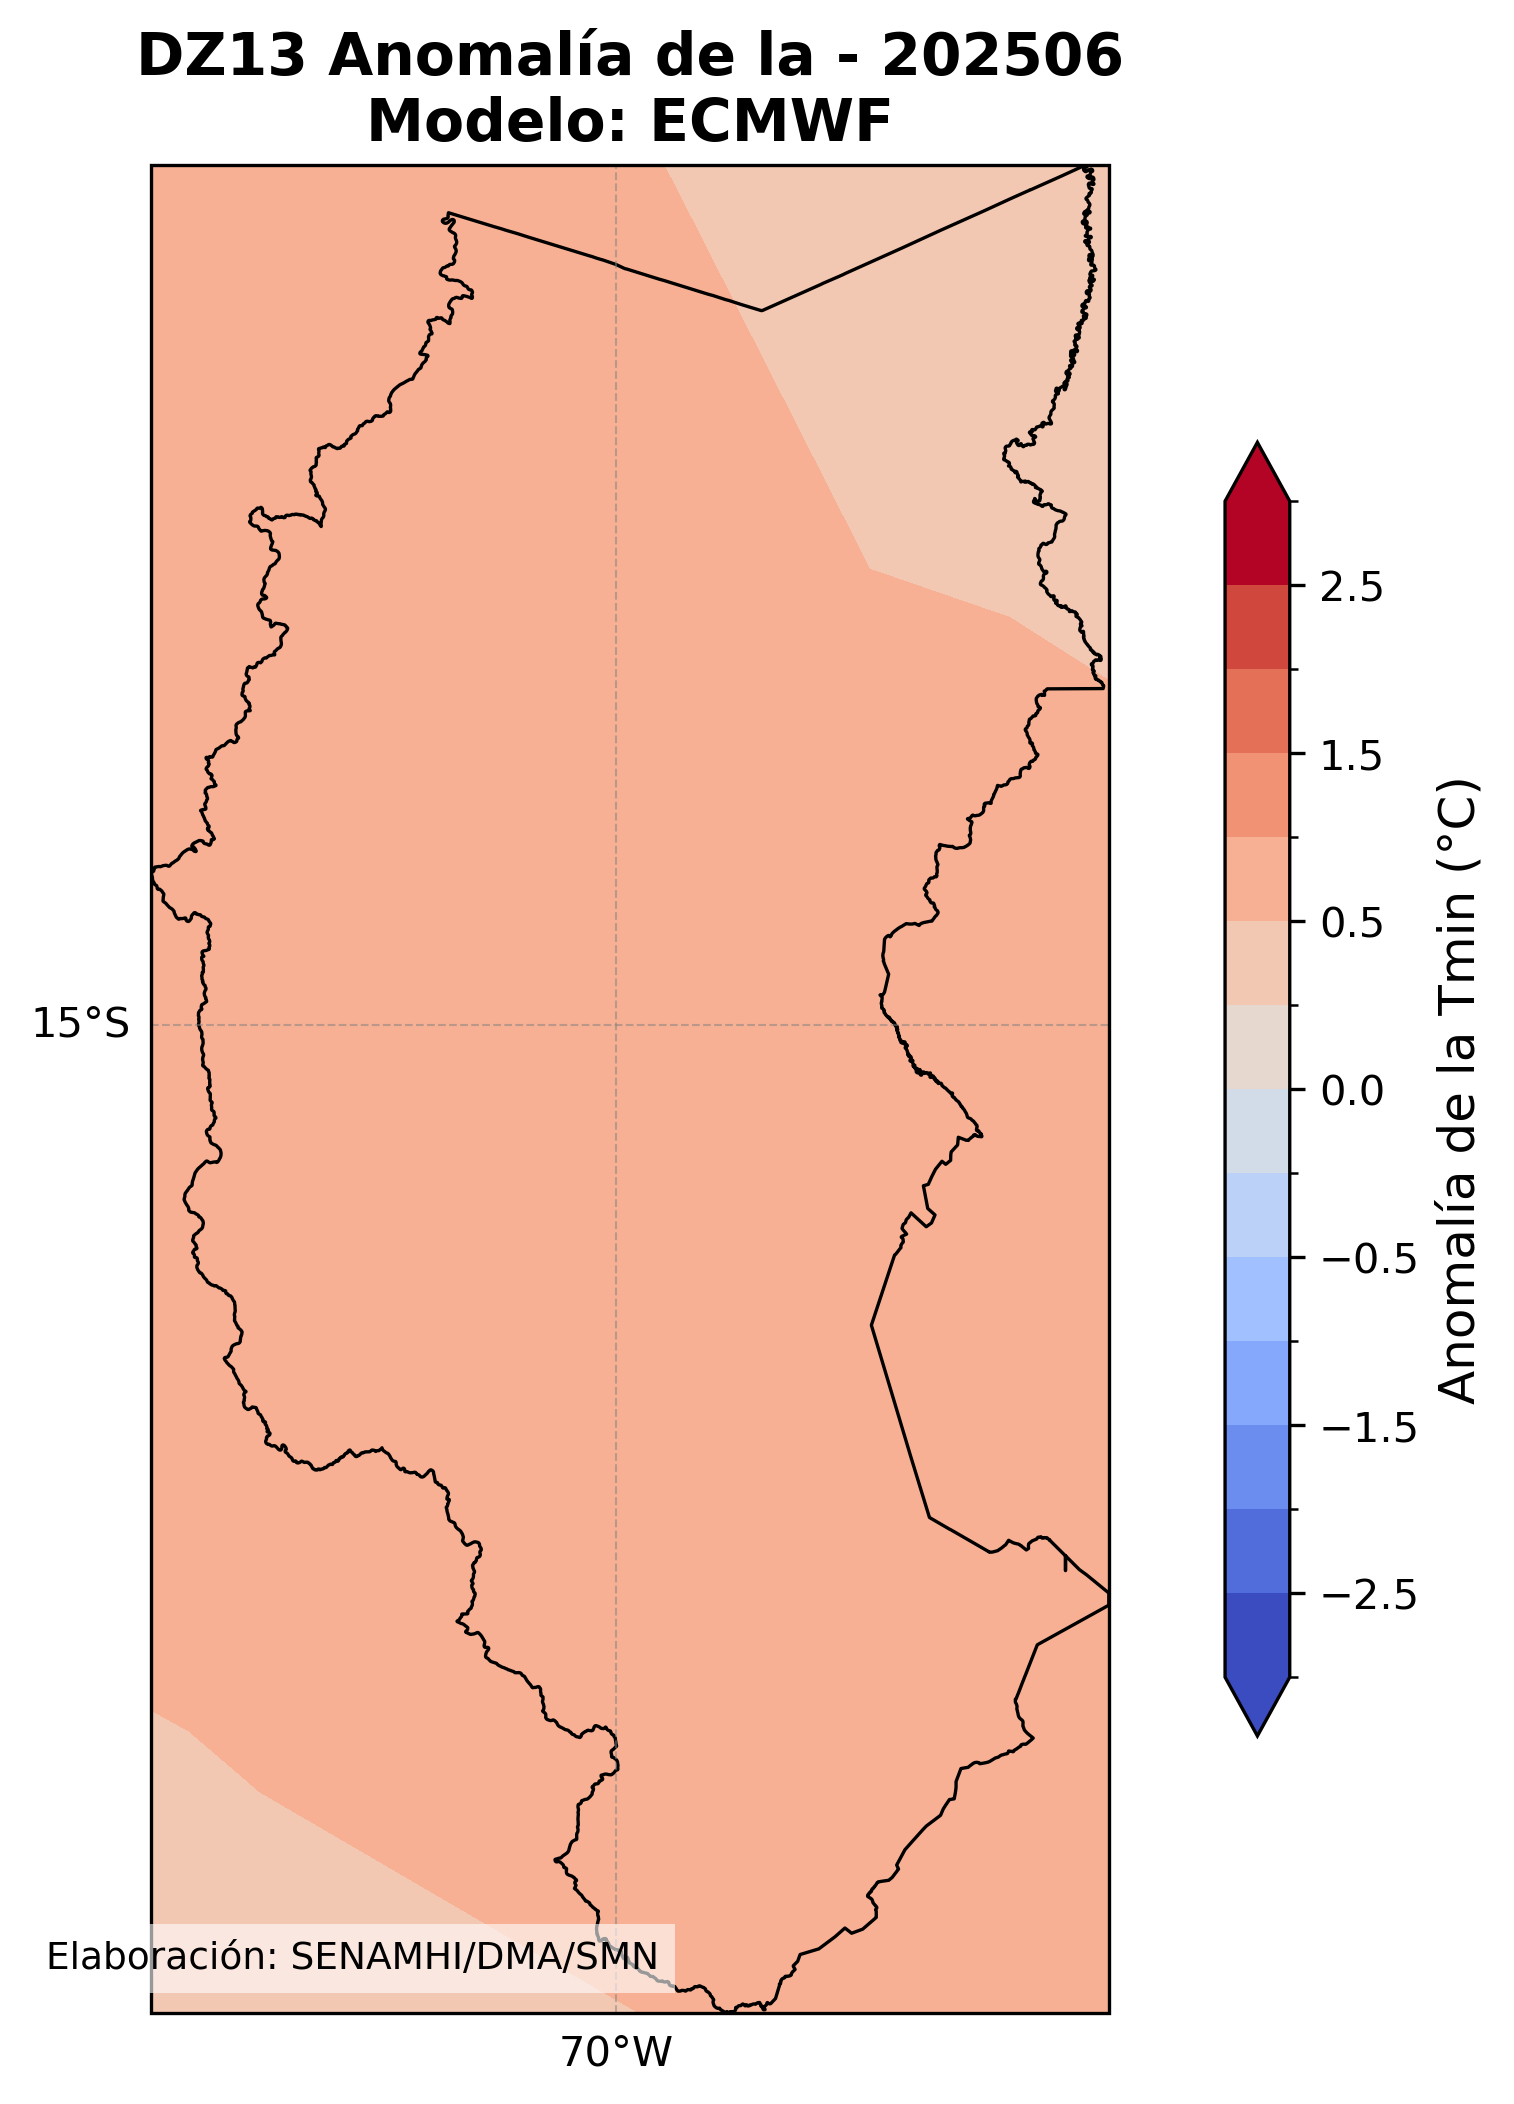 DZ13 Anomalía de la - 202506
Modelo: ECMWF
2.5
1.5
0.5
0.0
−0.5
−1.5
−2.5
Anomalía de la Tmin (°C)
15°S
Elaboración: SENAMHI/DMA/SMN
70°W